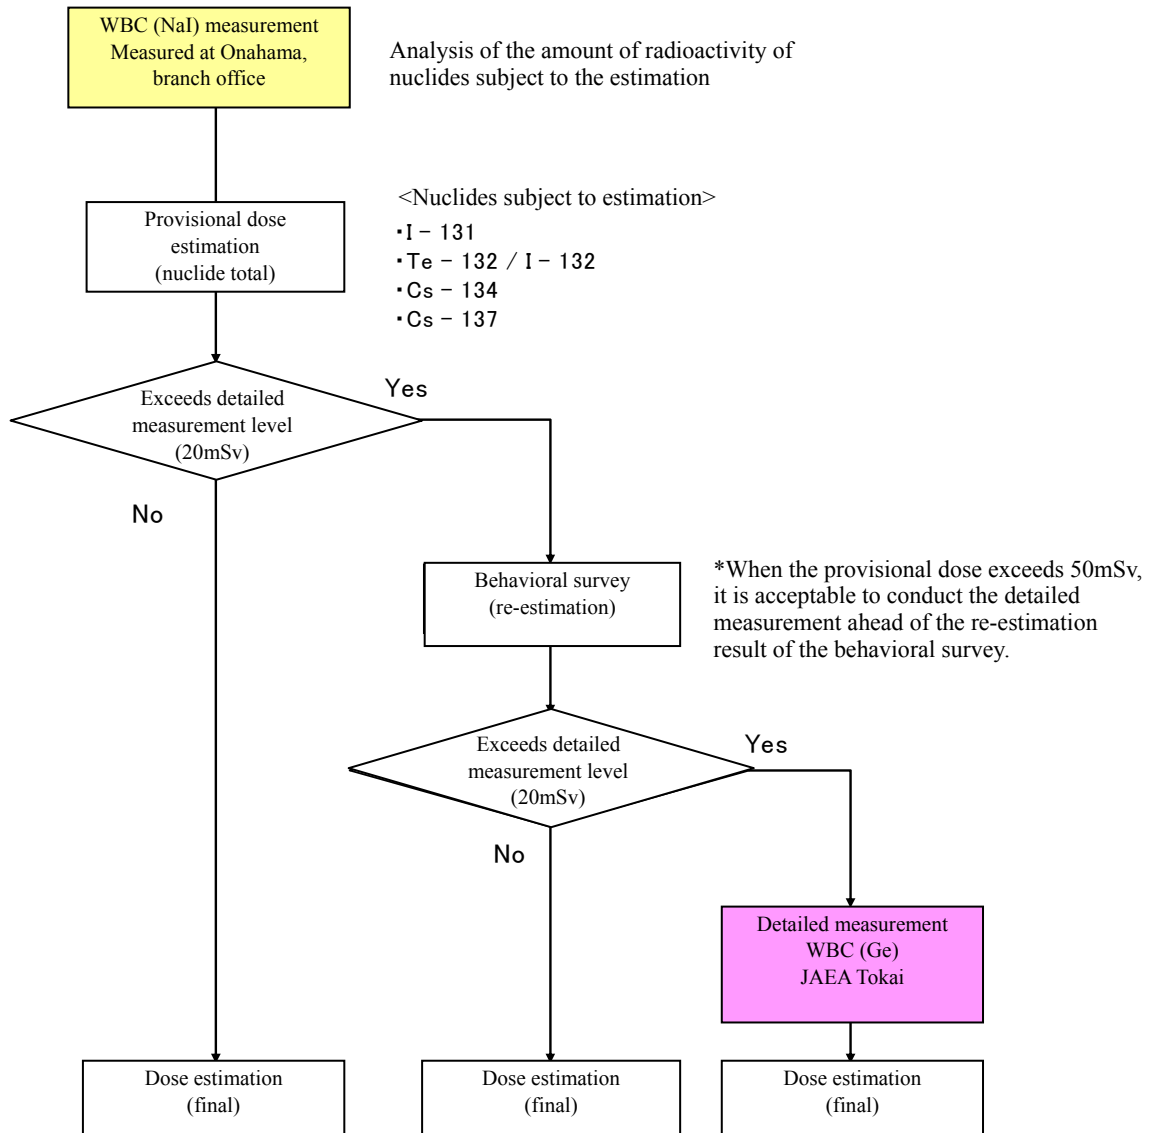 WBC (NaI) measurement
Measured at Onahama,
branch office
Analysis of the amount of radioactivity of
nuclides subject to the estimation
Provisional dose
estimation
(nuclide total)
<Nuclides subject to estimation>
・I − 131
・Te − 132 / I − 132
・Cs − 134
・Cs − 137
Exceeds detailed
measurement level
(20mSv)
Yes
No
Behavioral survey
(re-estimation)
*When the provisional dose exceeds 50mSv,
it is acceptable to conduct the detailed
measurement ahead of the re-estimation
result of the behavioral survey.
Exceeds detailed
measurement level
(20mSv)
Yes
No
Detailed measurement
WBC (Ge)
JAEA Tokai
Dose estimation
(final)
Dose estimation
(final)
Dose estimation
(final)